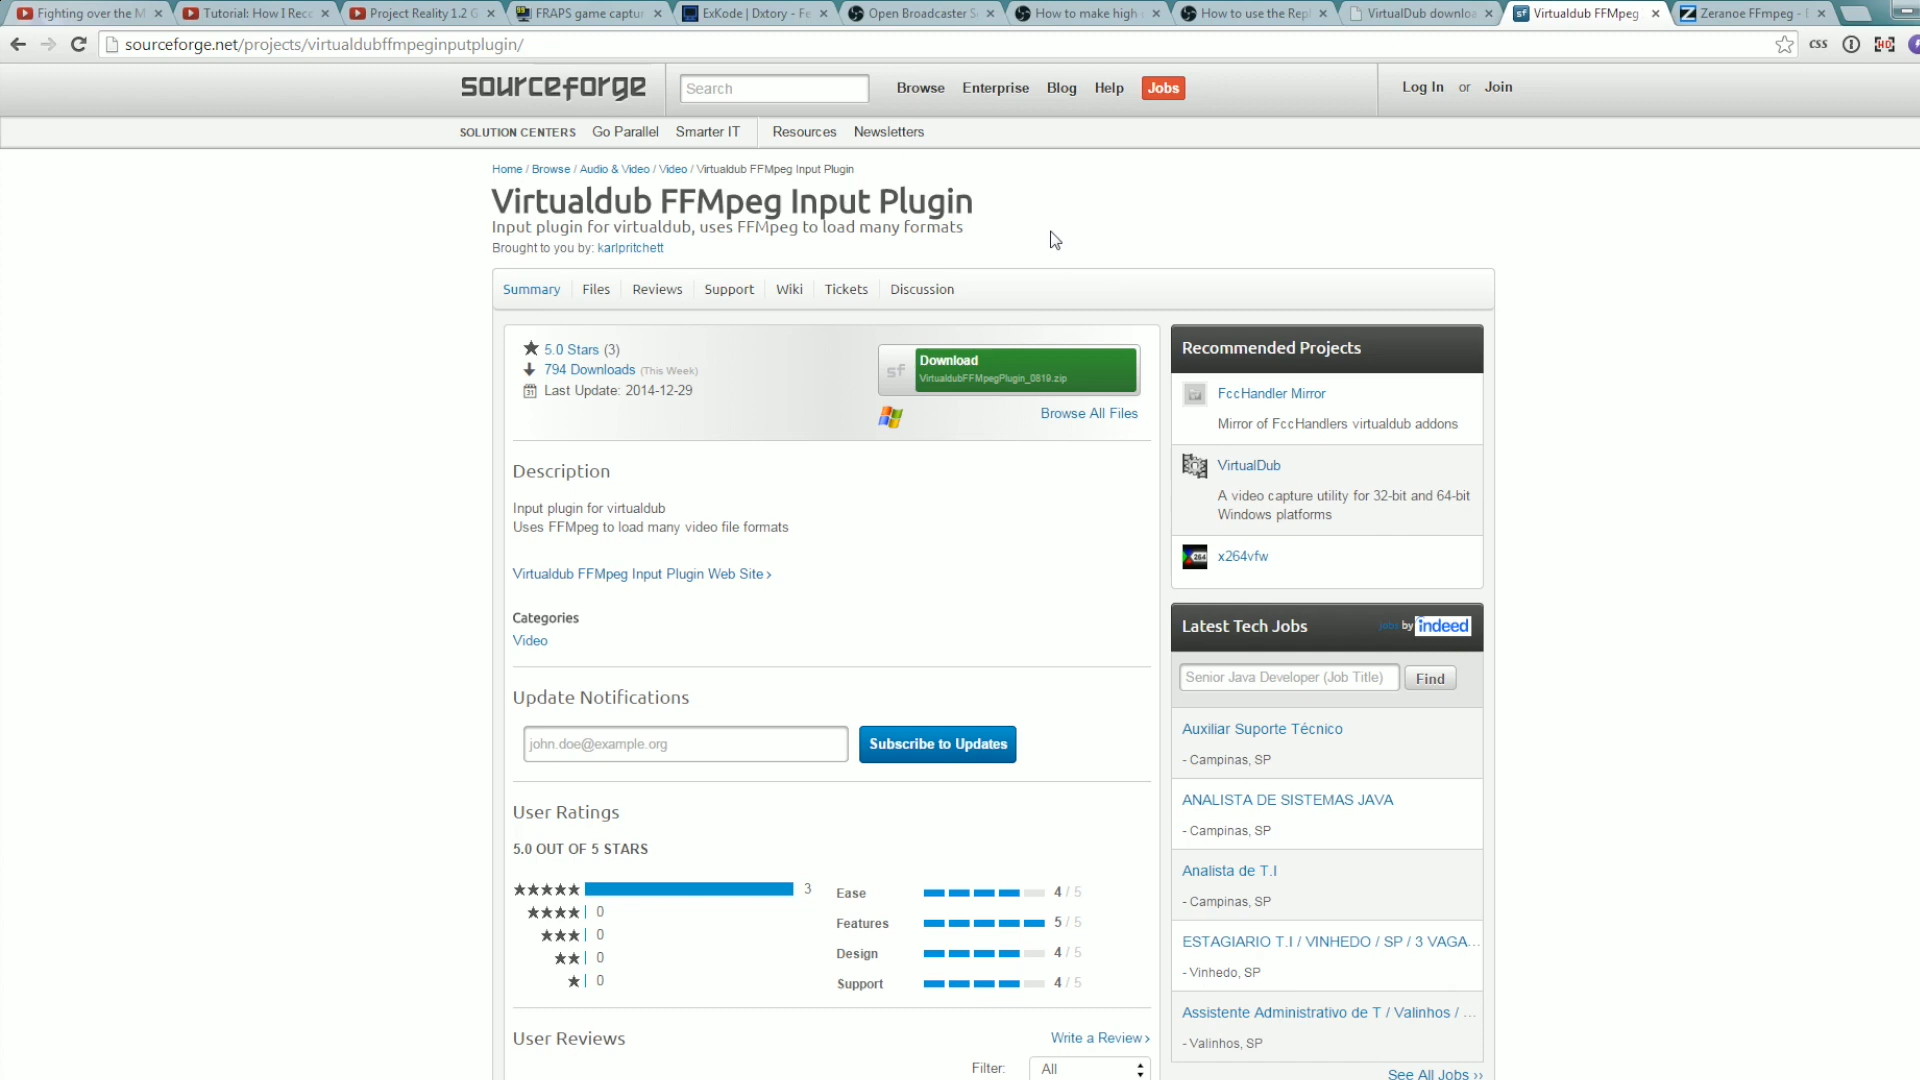 Fighting over the M
Tutorial: How I Reco
Project Reality 1.2 G
FRAPS game captur
ExKode | Dxtory - Fe
Open Broadcaster S
How to make high
How to use the Repl
VirtualDub downloa
Virtualdub FFMpeg
Zeranoe FFmpeg -
sourceforge.net/projects/virtualdubffmpeginputplugin/
CSS
HD
sourceforge
Search
Browse Enterprise Blog Help Jobs
Log In or Join
SOLUTION CENTERS Go Parallel Smarter IT Resources Newsletters
Home / Browse / Audio & Video / Video / Virtualdub FFMpeg Input Plugin
Virtualdub FFMpeg Input Plugin
Input plugin for virtualdub, uses FFMpeg to load many formats
Brought to you by: karlpritchett
Summary Files Reviews Support Wiki Tickets Discussion
5.0 Stars (3)
794 Downloads (This Week)
Last Update: 2014-12-29
sf
Download
VirtualdubFFMpegPlugin_0819.zip
Browse All Files
Description
Input plugin for virtualdub
Uses FFMpeg to load many video file formats
Virtualdub FFMpeg Input Plugin Web Site ›
Categories
Video
Update Notifications
john.doe@example.org
Subscribe to Updates
User Ratings
5.0 OUT OF 5 STARS
★★★★★ 3
★★★★ 0
★★★ 0
★★ 0
★ 0
Ease 4 / 5
Features 5 / 5
Design 4 / 5
Support 4 / 5
User Reviews
Write a Review ›
Filter: All
Recommended Projects
FccHandler Mirror
Mirror of FccHandlers virtualdub addons
VirtualDub
A video capture utility for 32-bit and 64-bit
Windows platforms
x264vfw
Latest Tech Jobs
jobs by indeed
Senior Java Developer (Job Title)
Find
Auxiliar Suporte Técnico
- Campinas, SP
ANALISTA DE SISTEMAS JAVA
- Campinas, SP
Analista de T.I
- Campinas, SP
ESTAGIARIO T.I / VINHEDO / SP / 3 VAGA...
- Vinhedo, SP
Assistente Administrativo de T / Valinhos / ...
- Valinhos, SP
See All Jobs ››